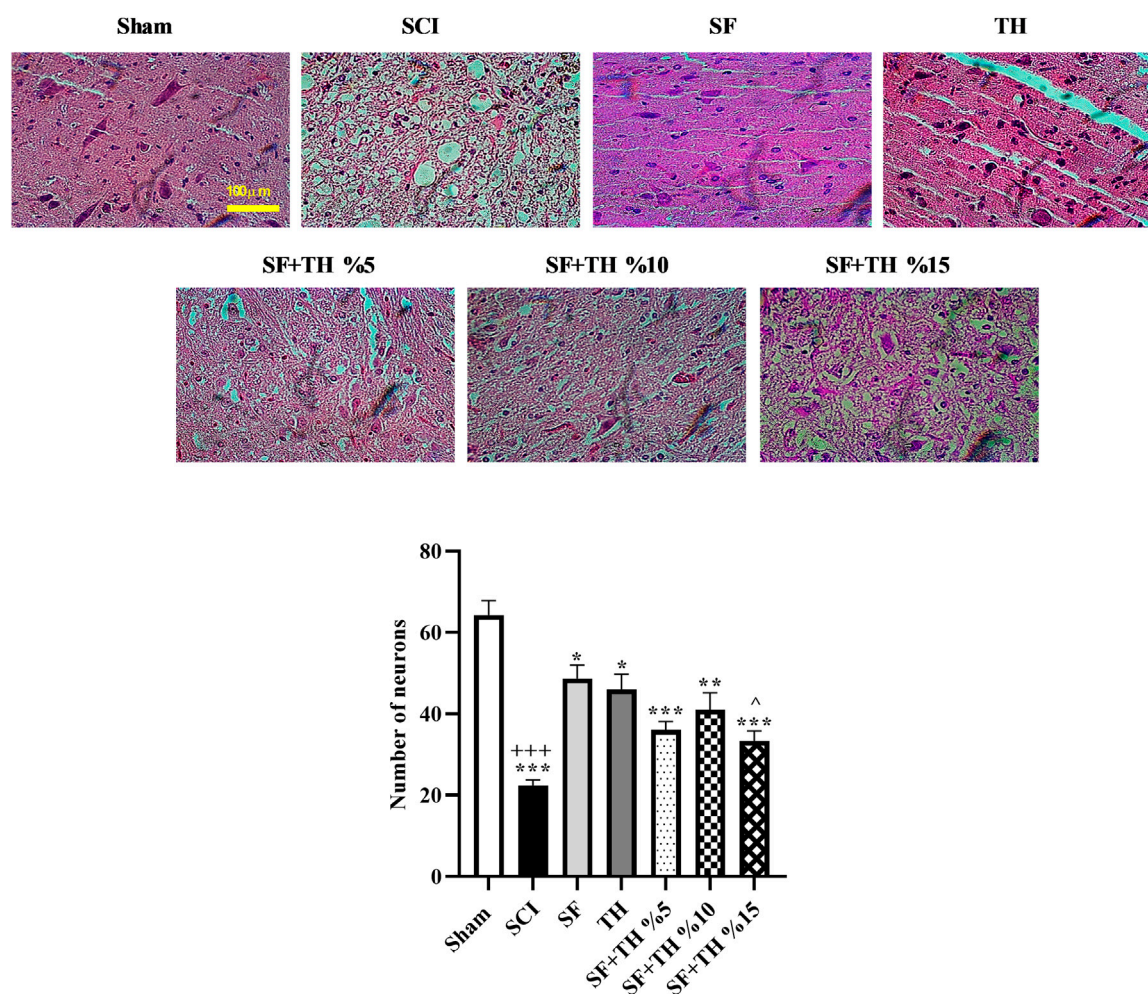 Sham SCI SF TH
100µm
SF+TH %5 SF+TH %10 SF+TH %15
Number of neurons
80
60
40
20
0
+++
***
*
*
***
**
^
***
Sham
SCI
SF
TH
SF+TH %5
SF+TH %10
SF+TH %15